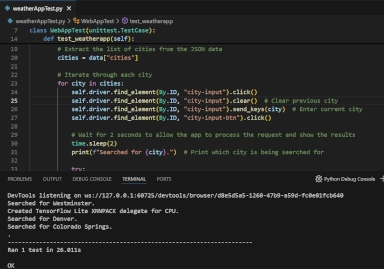 weatherAppTest.py ×
weatherAppTest.py > WebAppTest > test_weatherapp
7 class WebAppTest(unittest.TestCase):
14 def test_weatherapp(self):
19 # Extract the list of cities from the JSON data
20 cities = data["cities"]
21
22 # Iterate through each city
23 for city in cities:
24 self.driver.find_element(By.ID, "city-input").click()
25 self.driver.find_element(By.ID, "city-input").clear() # Clear previous city
26 self.driver.find_element(By.ID, "city-input").send_keys(city) # Enter current city
27 self.driver.find_element(By.ID, "city-input-btn").click()
28
29 # Wait for 2 seconds to allow the app to process the request and show the results
30 time.sleep(2)
31 print(f"Searched for {city}.") # Print which city is being searched for
32
try:
PROBLEMS OUTPUT DEBUG CONSOLE TERMINAL PORTS Python Debug Console
DevTools listening on ws://127.0.0.1:60725/devtools/browser/d8e5d5a5-1260-47b9-a59d-fc0e01fcb640
Searched for Westminster.
Created TensorFlow Lite XNNPACK delegate for CPU.
Searched for Denver.
Searched for Colorado Springs.
.
----------------------------------------------------------------------
Ran 1 test in 26.011s
OK